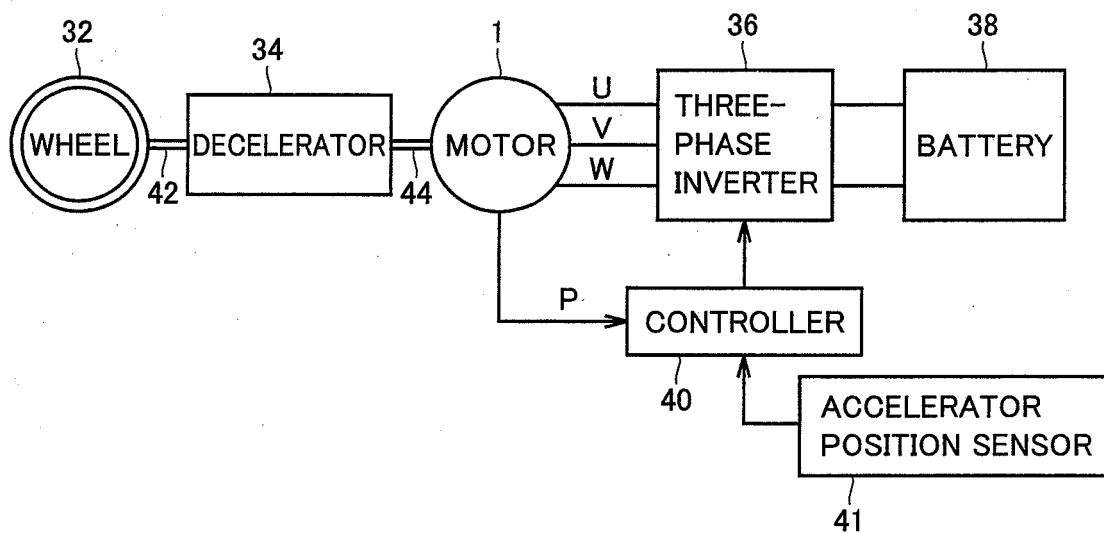 32
34
1
36
38
WHEEL
DECELERATOR
MOTOR
U
V
W
THREE-
PHASE
INVERTER
BATTERY
42
44
P
CONTROLLER
40
ACCELERATOR
POSITION SENSOR
41